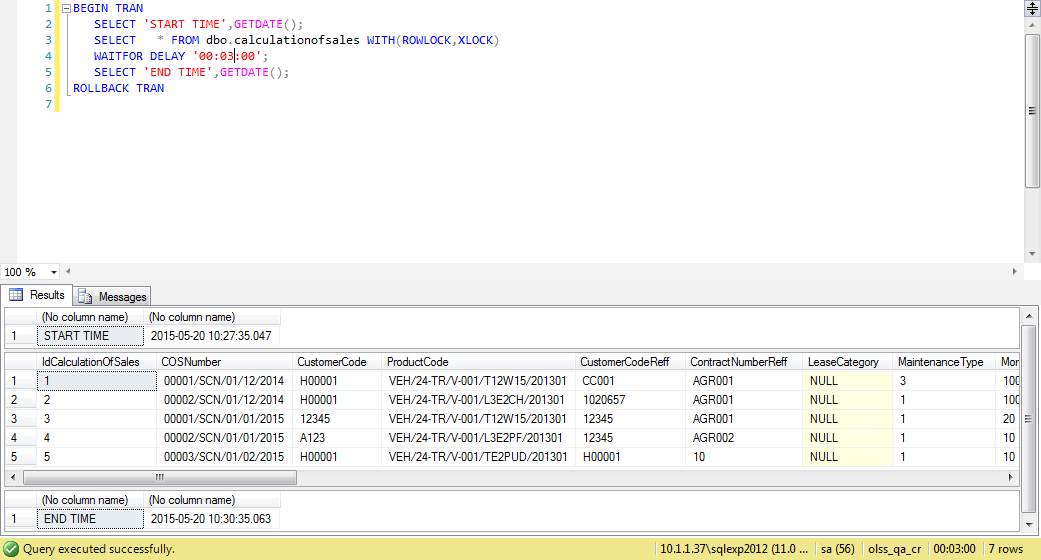 1 BEGIN TRAN
2 SELECT 'START TIME',GETDATE();
3 SELECT * FROM dbo.calculationofsales WITH(ROWLOCK,XLOCK)
4 WAITFOR DELAY '00:03:00';
5 SELECT 'END TIME',GETDATE();
6 ROLLBACK TRAN
7
100 %
Results Messages
(No column name) (No column name)
1 START TIME 2015-05-20 10:27:35.047
IdCalculationOfSales COSNumber CustomerCode ProductCode CustomerCodeReff ContractNumberReff LeaseCategory MaintenanceType Mor
1 1 00001/SCN/01/12/2014 H00001 VEH/24-TR/V-001/T12W15/201301 CC001 AGR001 NULL 3 100
2 2 00002/SCN/01/12/2014 H00001 VEH/24-TR/V-001/L3E2CH/201301 1020657 AGR001 NULL 1 100
3 3 00001/SCN/01/01/2015 12345 VEH/24-TR/V-001/T12W15/201301 12345 AGR001 NULL 1 20
4 4 00002/SCN/01/01/2015 A123 VEH/24-TR/V-001/L3E2PF/201301 12345 AGR002 NULL 1 10
5 5 00003/SCN/01/02/2015 H00001 VEH/24-TR/V-001/TE2PUD/201301 H00001 10 NULL 1 10
(No column name) (No column name)
1 END TIME 2015-05-20 10:30:35.063
Query executed successfully. 10.1.1.37\sqlexp2012 (11.0 ... sa (56) olss_qa_cr 00:03:00 7 rows